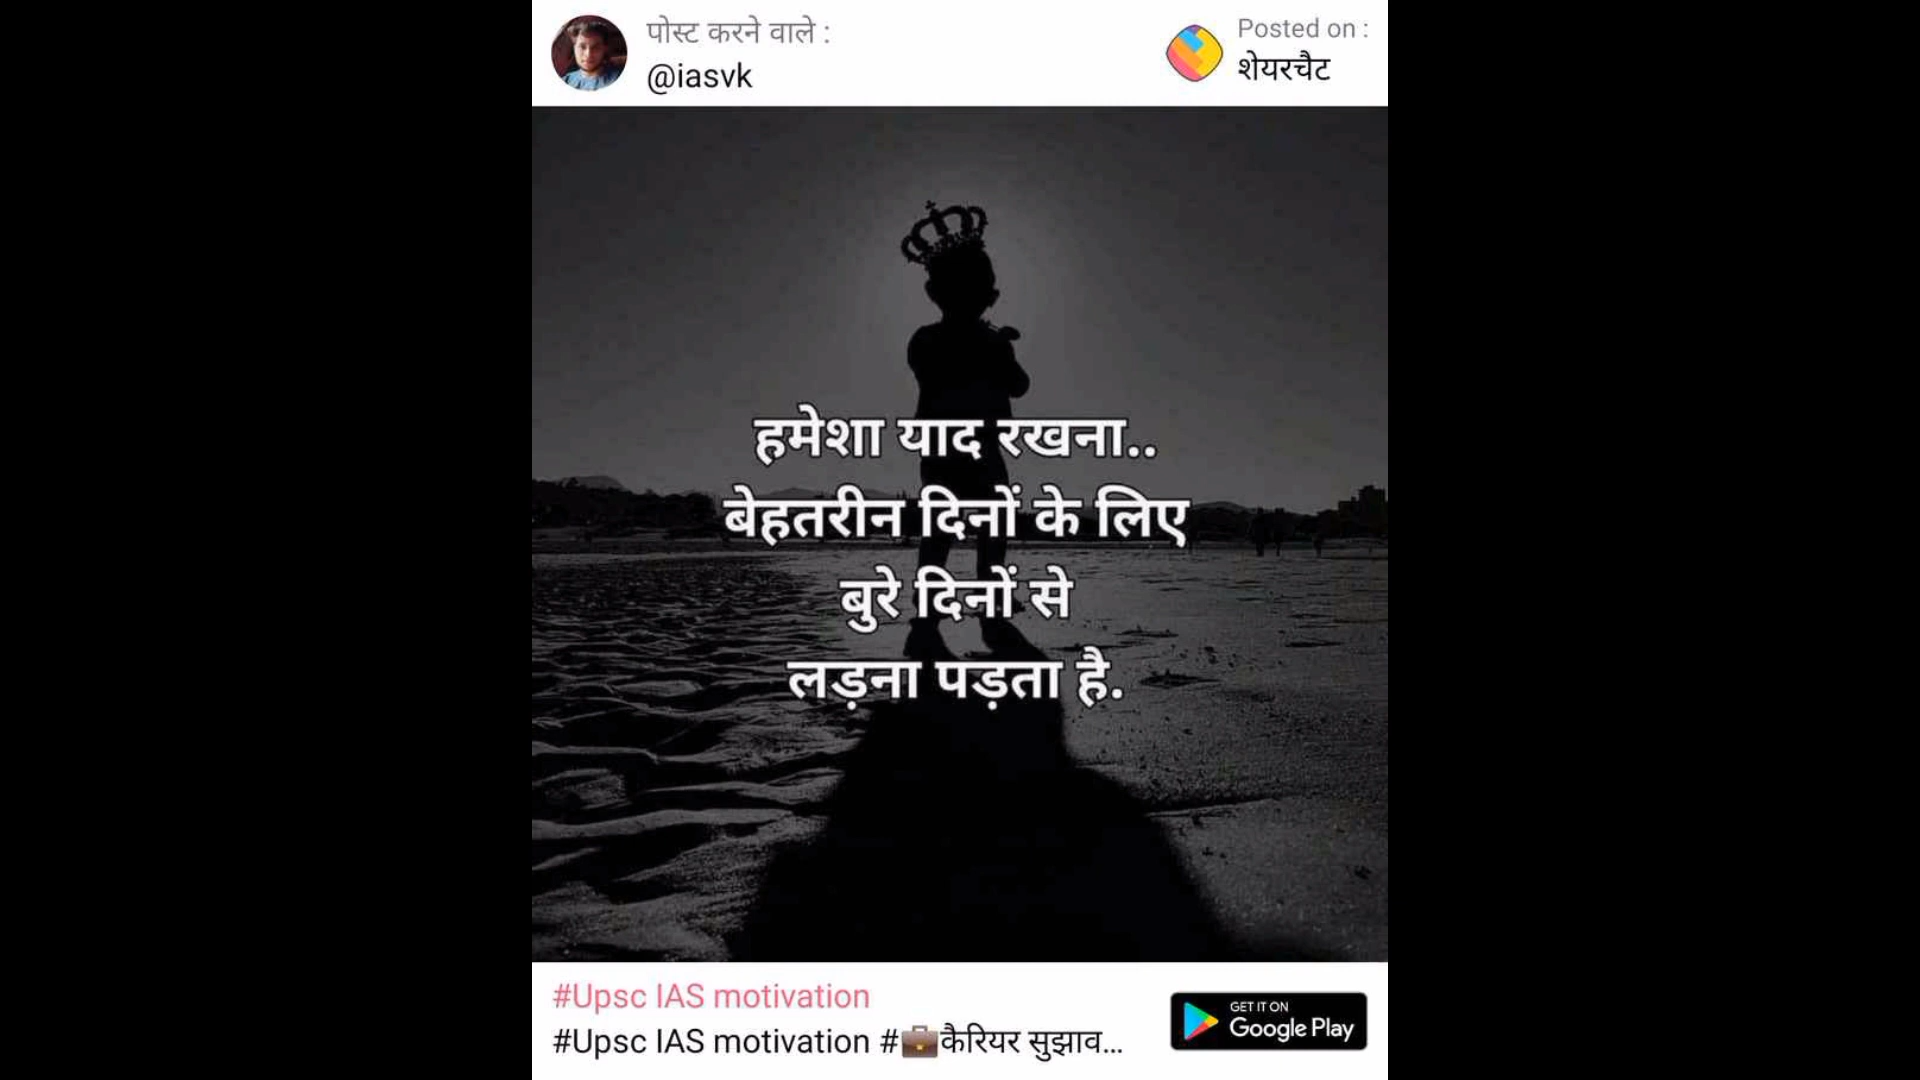 पोस्ट करने वाले :
@iasvk
Posted on :
शेयरचैट
हमेशा याद रखना..
बेहतरीन दिनों के लिए
बुरे दिनों से
लड़ना पड़ता है.
#Upsc IAS motivation
#Upsc IAS motivation #💼कैरियर सुझाव...
GET IT ON
Google Play